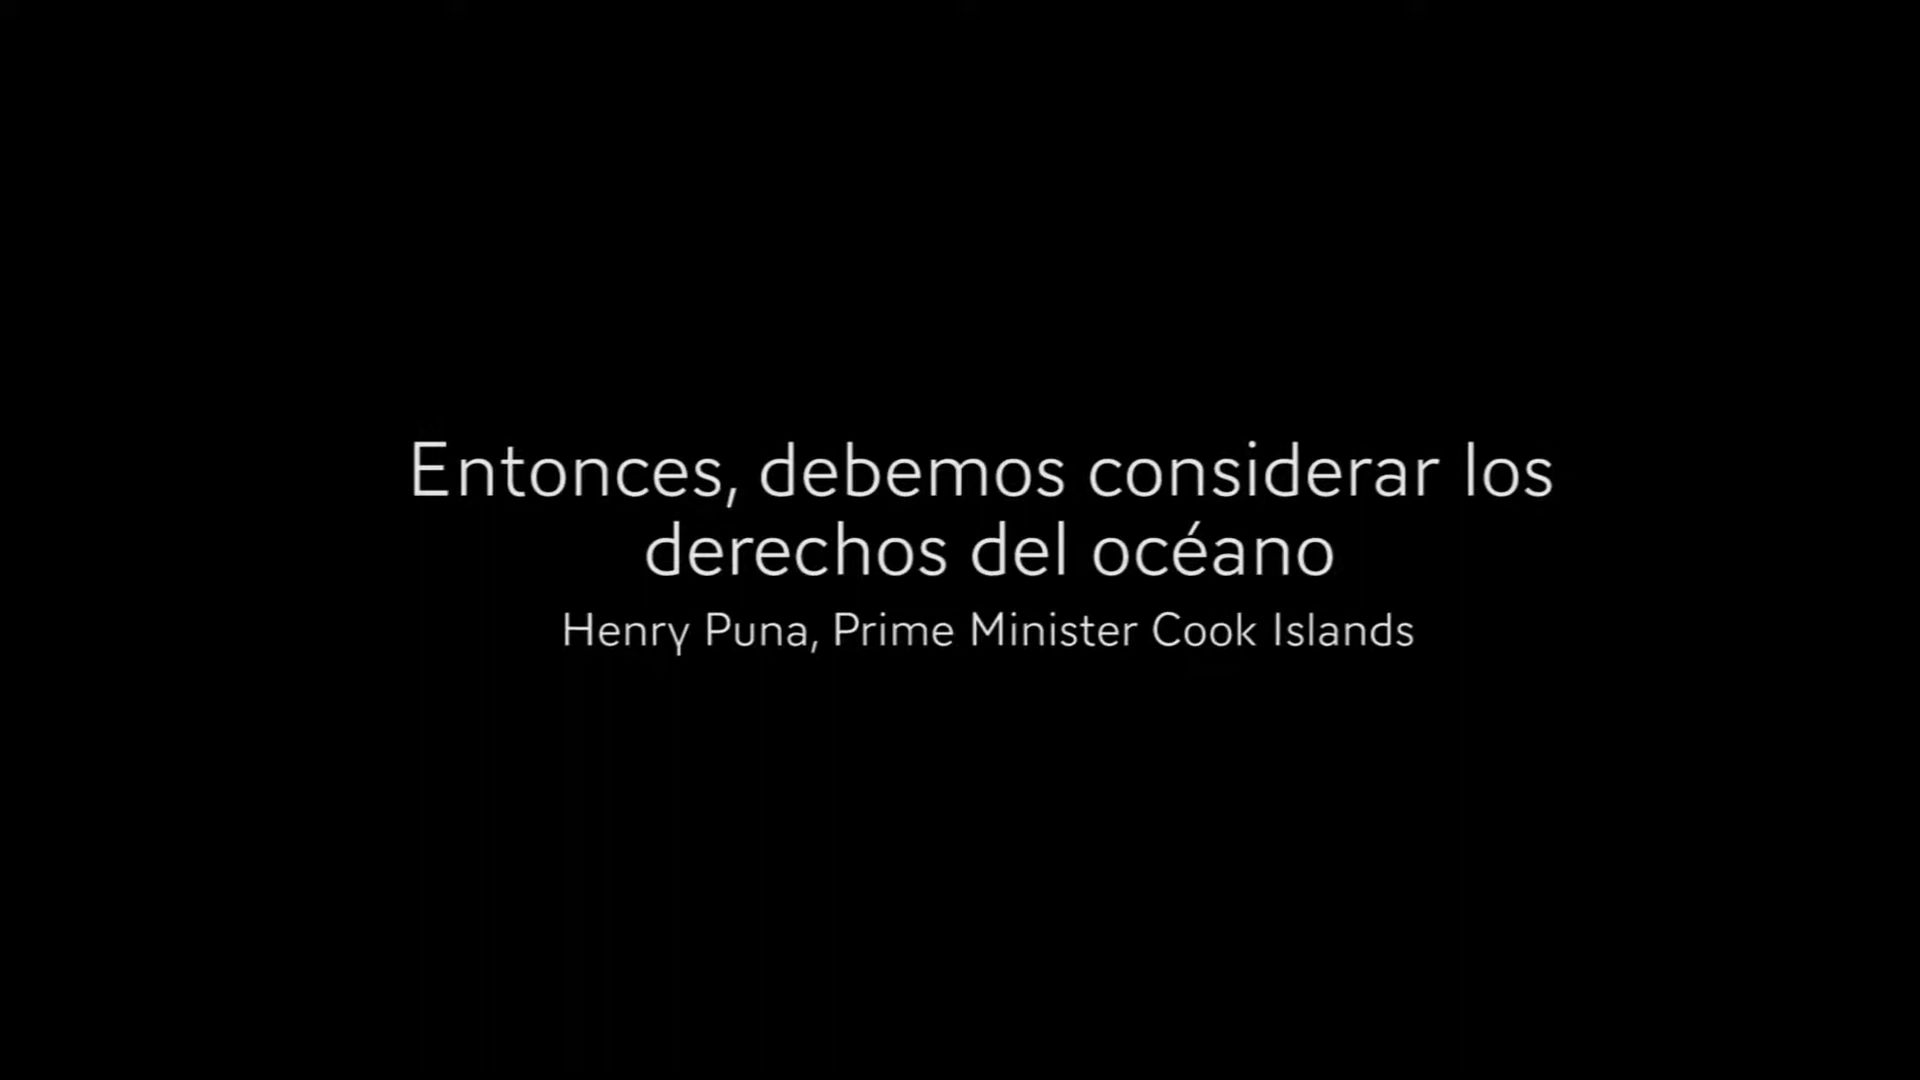 Entonces, debemos considerar los
derechos del océano
Henry Puna, Prime Minister Cook Islands